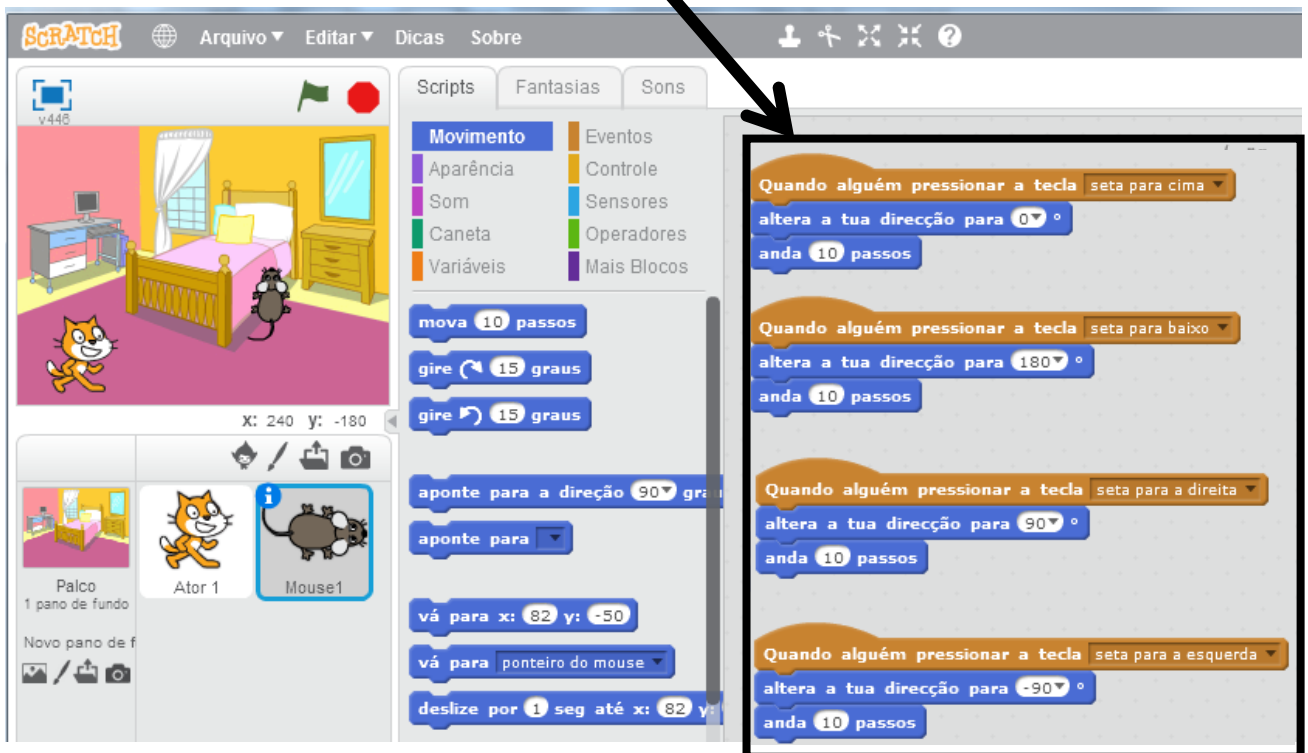 SCRATCH Arquivo Editar Dicas Sobre
v446
X: 240 y: -180
Palco
1 pano de fundo
Novo pano de f
Ator 1
Mouse1
Scripts Fantasias Sons
Movimento Eventos
Aparência Controle
Som Sensores
Caneta Operadores
Variáveis Mais Blocos
mova 10 passos
gire 15 graus
gire 15 graus
aponte para a direção 90 grau
aponte para
vá para x: 82 y: -50
vá para ponteiro do mouse
deslize por 1 seg até x: 82 y:
Quando alguém pressionar a tecla seta para cima
altera a tua direcção para 0 °
anda 10 passos
Quando alguém pressionar a tecla seta para baixo
altera a tua direcção para 180 °
anda 10 passos
Quando alguém pressionar a tecla seta para a direita
altera a tua direcção para 90 °
anda 10 passos
Quando alguém pressionar a tecla seta para a esquerda
altera a tua direcção para -90 °
anda 10 passos